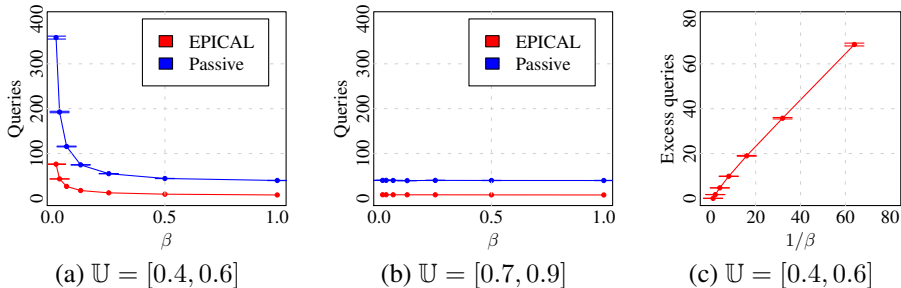 Queries
400
300
200
100
0
EPICAL
Passive
0.0
0.5
1.0
β
(a) 𝕌 = [0.4, 0.6]
Queries
400
300
200
100
0
EPICAL
Passive
0.0
0.5
1.0
β
(b) 𝕌 = [0.7, 0.9]
Excess queries
80
60
40
20
0
0
20
40
60
80
1/β
(c) 𝕌 = [0.4, 0.6]